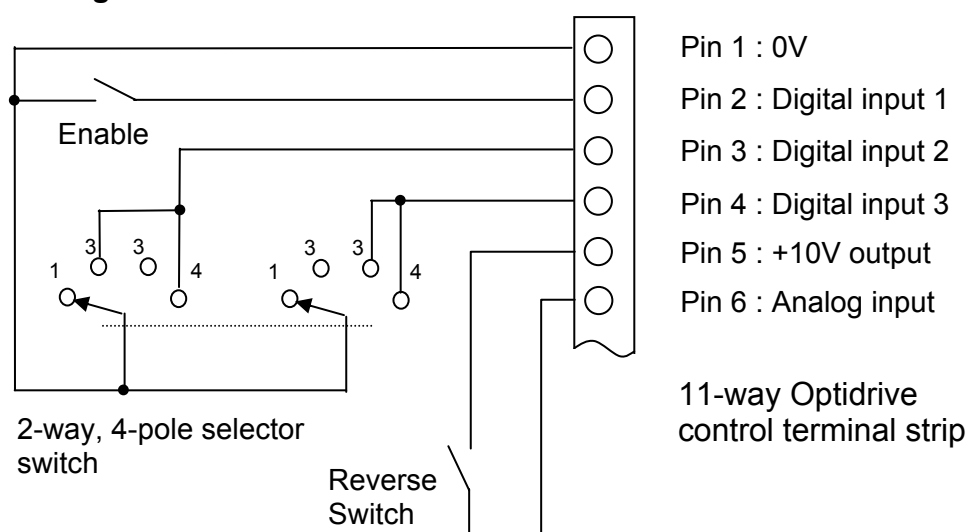 Pin 1 : 0V
Pin 2 : Digital input 1
Enable
Pin 3 : Digital input 2
Pin 4 : Digital input 3
3 3 3 3
Pin 5 : +10V output
1 4 1 4
Pin 6 : Analog input
11-way Optidrive
control terminal strip
2-way, 4-pole selector
switch
Reverse
Switch